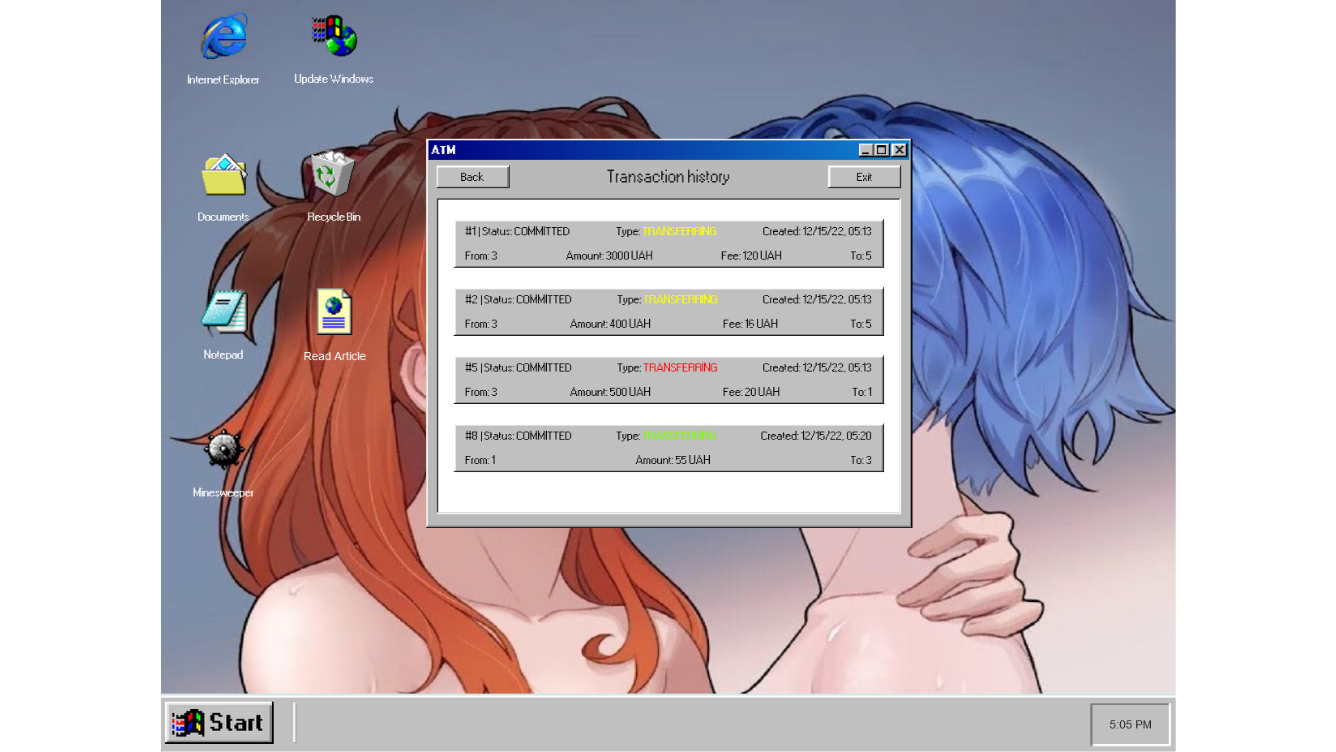 Internet Explorer
Update Windows
Documents
Recycle Bin
Notepad
Read Article
Minesweeper
ATM
Back
Transaction history
Exit
#1 | Status: COMMITTED Type: TRANSFERRING Created: 12/15/22, 05:13
From: 3 Amount: 3000 UAH Fee: 120 UAH To: 5
#2 | Status: COMMITTED Type: TRANSFERRING Created: 12/15/22, 05:13
From: 3 Amount: 400 UAH Fee: 16 UAH To: 5
#5 | Status: COMMITTED Type: TRANSFERRING Created: 12/15/22, 05:13
From: 3 Amount: 500 UAH Fee: 20 UAH To: 1
#8 | Status: COMMITTED Type: TRANSFERRING Created: 12/15/22, 05:20
From: 1 Amount: 55 UAH To: 3
Start
5:05 PM